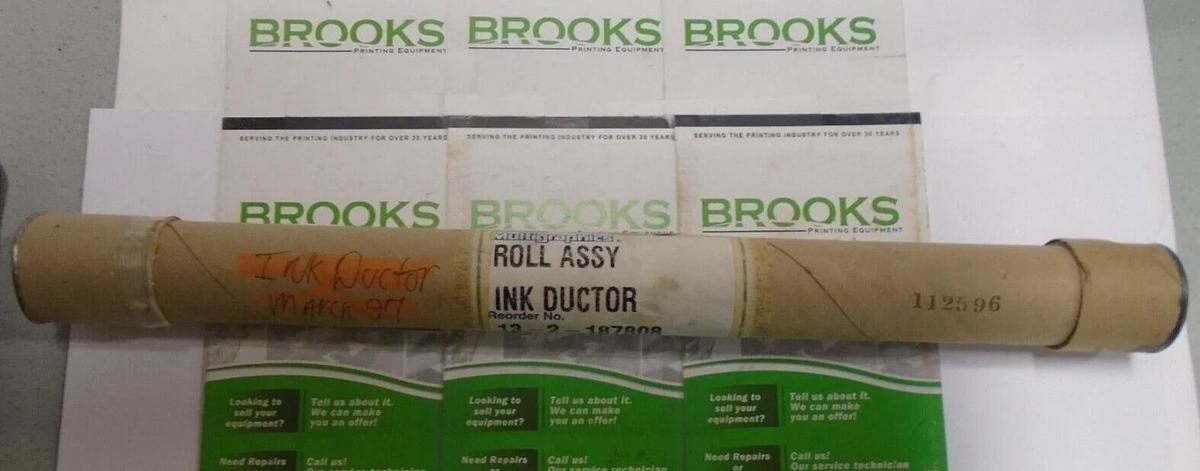 BROOKS BROOKS BROOKS
PRINTING EQUIPMENT PRINTING EQUIPMENT PRINTING EQUIPMENT
SERVING THE PRINTING INDUSTRY FOR OVER 30 YEARS SERVING THE PRINTING INDUSTRY FOR OVER 30 YEARS SERVING THE PRINTING INDUSTRY FOR OVER 30 YEARS
BROOKS BROOKS BROOKS
PRINTING EQUIPMENT
Multigraphics
ROLL ASSY
INK DUCTOR
Reorder No.
INK Ductor
MARCH 97
112596
Looking to sell your equipment? Tell us about it. We can make you an offer!
Looking to sell your equipment? Tell us about it. We can make you an offer!
Looking to sell your equipment? Tell us about it. We can make you an offer!
Need Repairs Call us!
Need Repairs Call us!
Need Repairs or Call us!
Our service technician